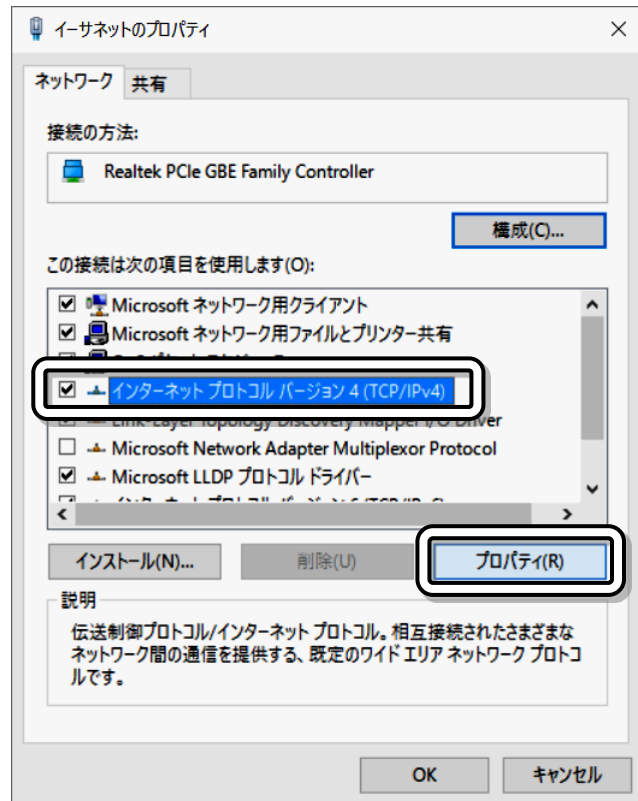 イーサネットのプロパティ
ネットワーク 共有
接続の方法:
Realtek PCIe GBE Family Controller
構成(C)...
この接続は次の項目を使用します(O):
Microsoft ネットワーク用クライアント
Microsoft ネットワーク用ファイルとプリンター共有
インターネット プロトコル バージョン 4 (TCP/IPv4)
Link-Layer Topology Discovery Mapper I/O Driver
Microsoft Network Adapter Multiplexor Protocol
Microsoft LLDP プロトコル ドライバー
インストール(N)... 削除(U) プロパティ(R)
説明
伝送制御プロトコル/インターネット プロトコル。相互接続されたさまざまな
ネットワーク間の通信を提供する、既定のワイド エリア ネットワーク プロトコ
ルです。
OK キャンセル